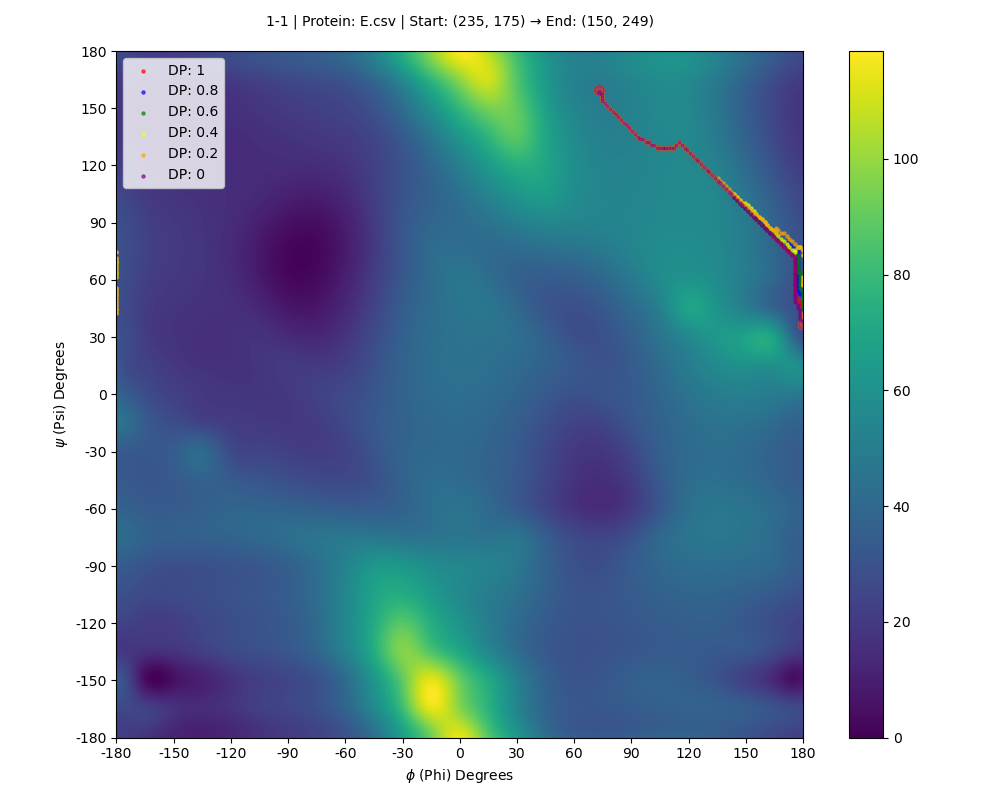 1-1 | Protein: E.csv | Start: (235, 175) → End: (150, 249)
DP: 1
DP: 0.8
DP: 0.6
DP: 0.4
DP: 0.2
DP: 0
180
150
120
90
60
30
0
-30
-60
-90
-120
-150
-180
ψ (Psi) Degrees
-180 -150 -120 -90 -60 -30 0 30 60 90 120 150 180
ϕ (Phi) Degrees
100
80
60
40
20
0